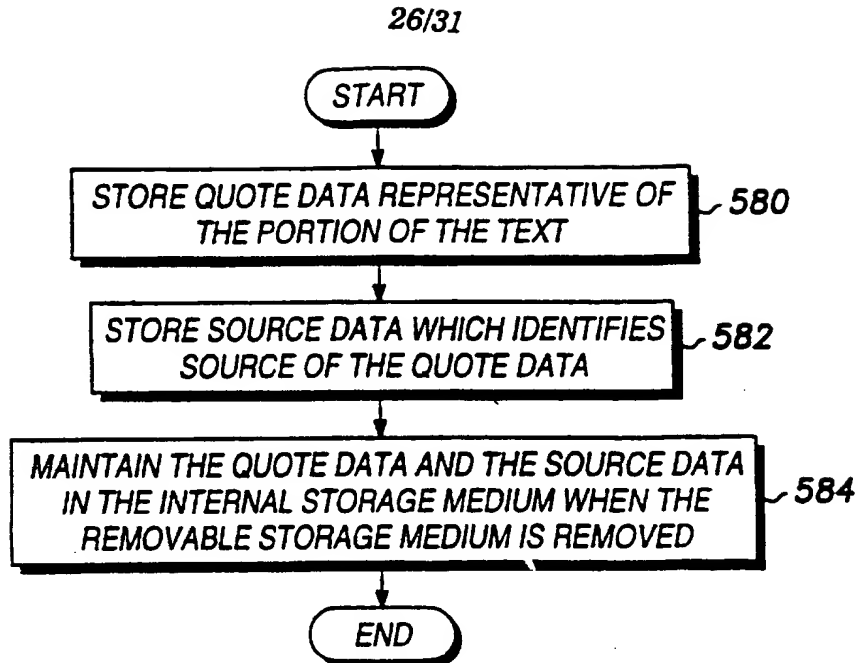 26/31
START
STORE QUOTE DATA REPRESENTATIVE OF
THE PORTION OF THE TEXT
580
STORE SOURCE DATA WHICH IDENTIFIES
SOURCE OF THE QUOTE DATA
582
MAINTAIN THE QUOTE DATA AND THE SOURCE DATA
IN THE INTERNAL STORAGE MEDIUM WHEN THE
REMOVABLE STORAGE MEDIUM IS REMOVED
584
END